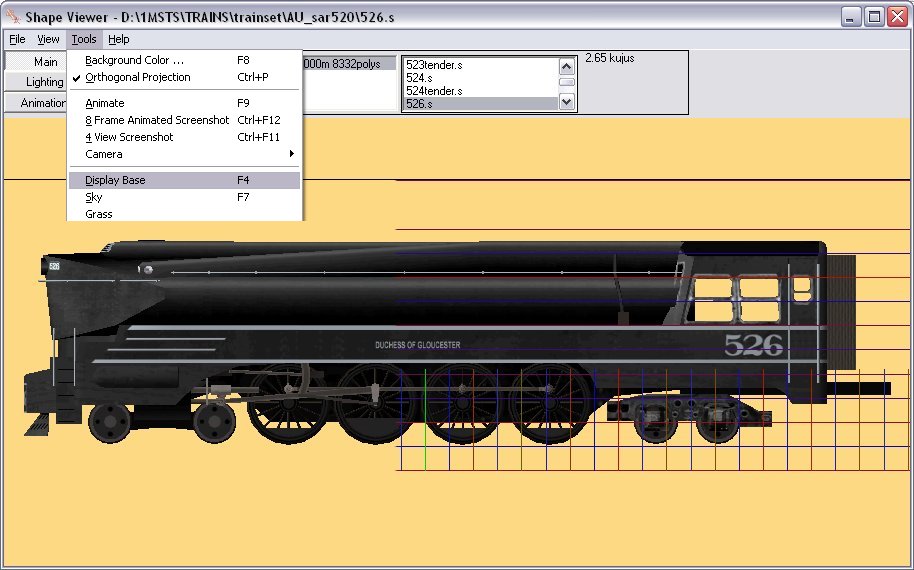 Shape Viewer - D:\1MSTS\TRAINS\trainset\AU_sar520\526.s
File View Tools Help
Main
Lighting
Animation
Background Color ... F8
Orthogonal Projection Ctrl+P
Animate F9
8 Frame Animated Screenshot Ctrl+F12
4 View Screenshot Ctrl+F11
Camera
Display Base F4
Sky F7
Grass
000m 8332polys
523tender.s
524.s
524tender.s
526.s
2.65 kujus
526
DUCHESS OF GLOUCESTER
526